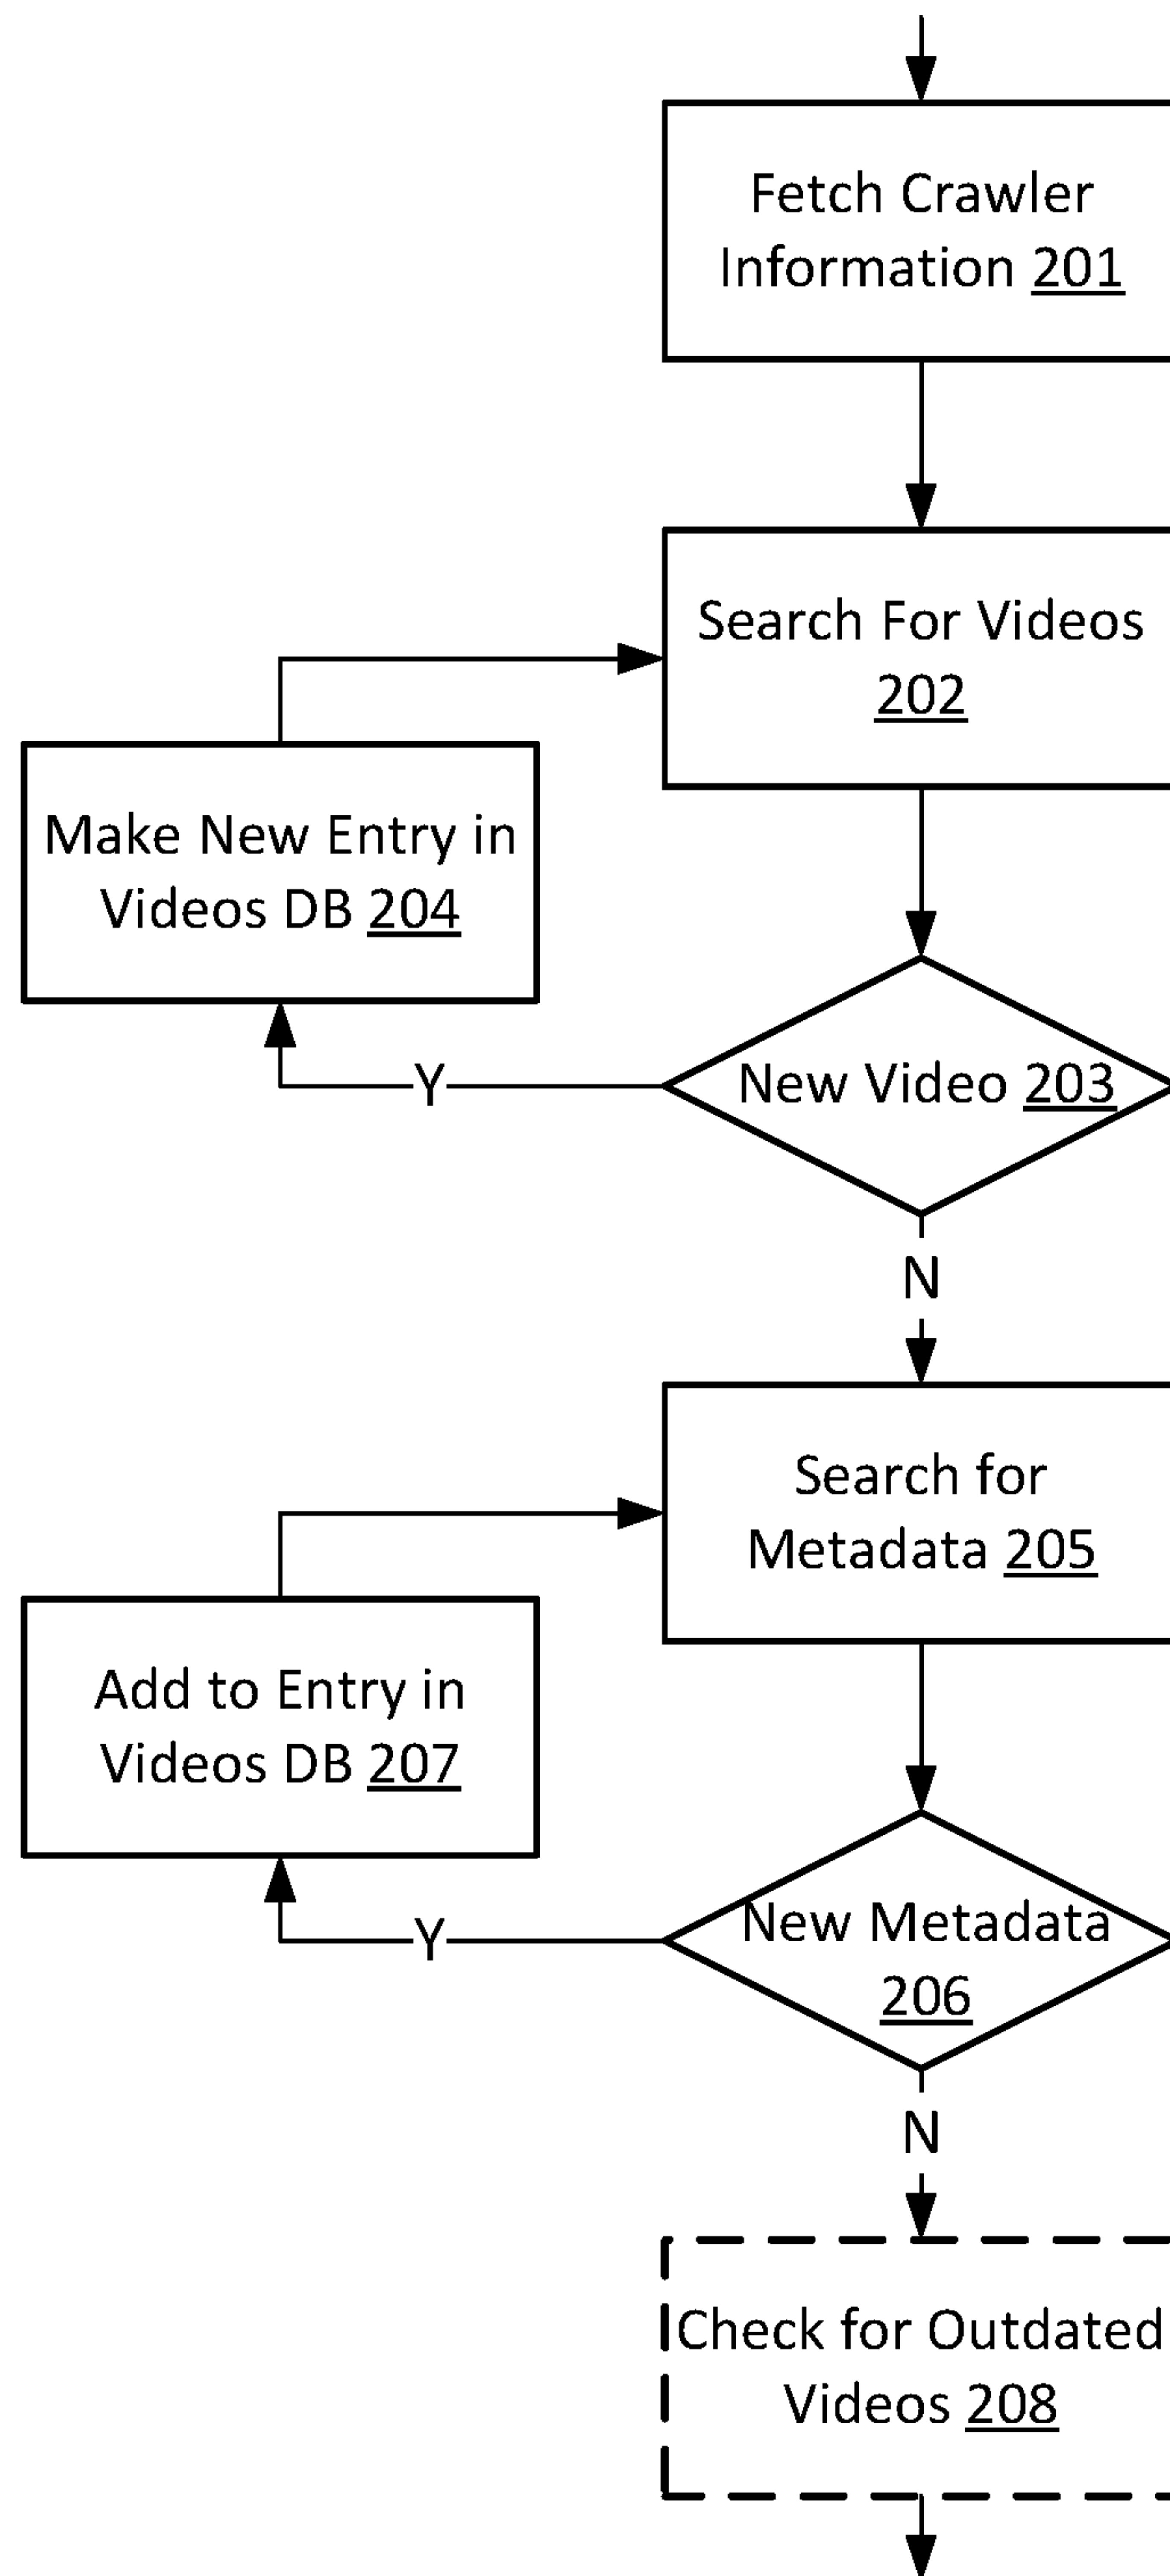 Fetch Crawler
Information 201
Search For Videos
202
Make New Entry in
Videos DB 204
New Video 203
Y
N
Search for
Metadata 205
Add to Entry in
Videos DB 207
New Metadata
206
Y
N
Check for Outdated
Videos 208